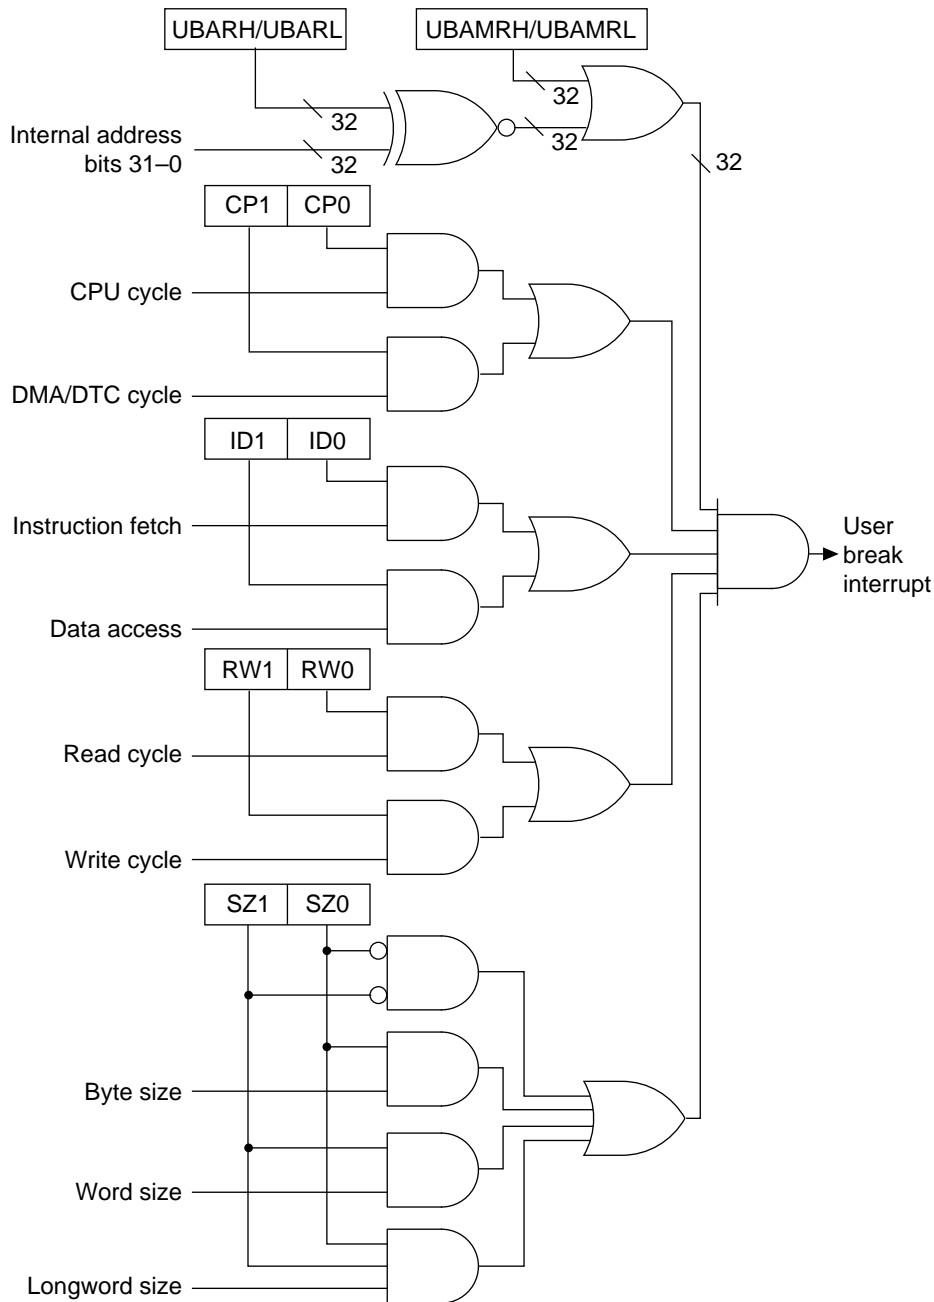 UBARH/UBARL
UBAMRH/UBAMRL
32
32
Internal address
bits 31–0
32
32
32
CP1
CP0
CPU cycle
DMA/DTC cycle
ID1
ID0
Instruction fetch
User
break
interrupt
Data access
RW1
RW0
Read cycle
Write cycle
SZ1
SZ0
Byte size
Word size
Longword size